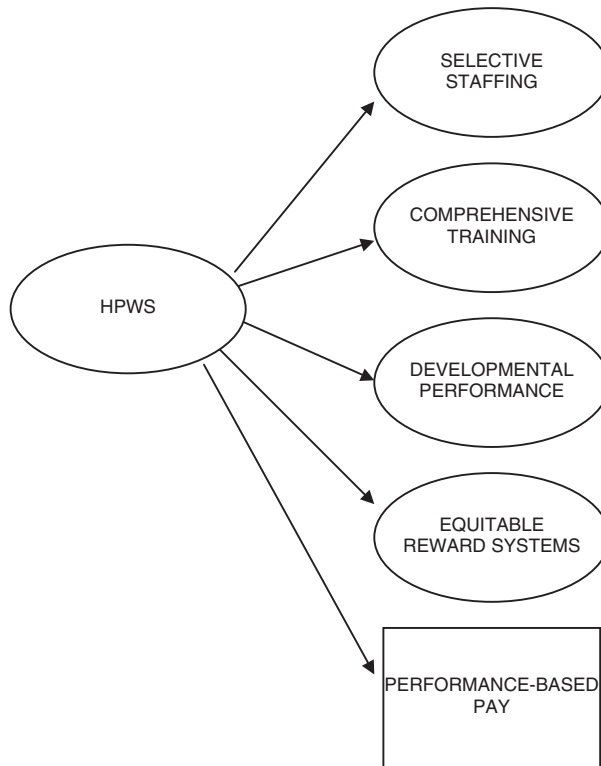 SELECTIVE
STAFFING
COMPREHENSIVE
TRAINING
HPWS
DEVELOPMENTAL
PERFORMANCE
EQUITABLE
REWARD SYSTEMS
PERFORMANCE-BASED
PAY